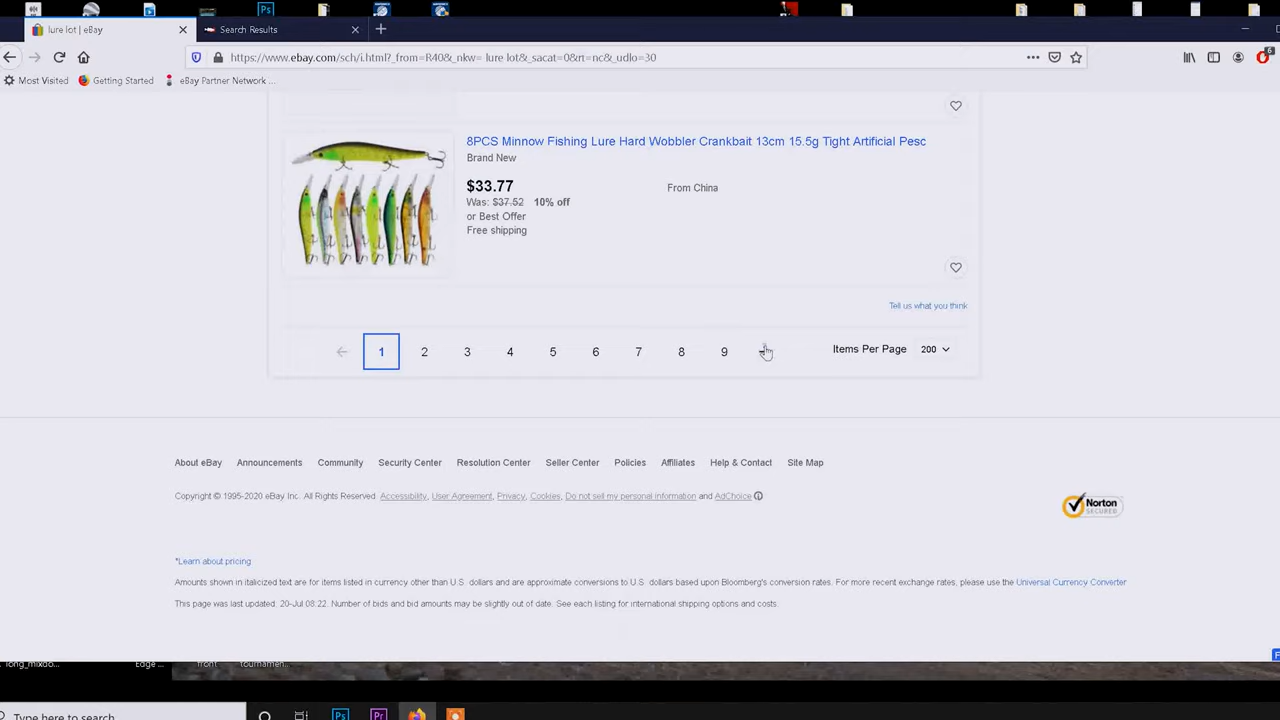 Ps
lure lot | eBay
Search Results
https://www.ebay.com/sch/i.html?_from=R40&_nkw= lure lot&_sacat=0&rt=nc&_udlo=30
6
Most Visited
Getting Started
eBay Partner Network ...
8PCS Minnow Fishing Lure Hard Wobbler Crankbait 13cm 15.5g Tight Artificial Pesc
Brand New
$33.77
From China
Was: $37.52 10% off
or Best Offer
Free shipping
Tell us what you think
1 2 3 4 5 6 7 8 9
Items Per Page 200
About eBay Announcements Community Security Center Resolution Center Seller Center Policies Affiliates Help & Contact Site Map
Copyright © 1995-2020 eBay Inc. All Rights Reserved. Accessibility, User Agreement, Privacy, Cookies, Do not sell my personal information and AdChoice
Norton
SECURED
*Learn about pricing
Amounts shown in italicized text are for items listed in currency other than U.S. dollars and are approximate conversions to U.S. dollars based upon Bloomberg's conversion rates. For more recent exchange rates, please use the Universal Currency Converter
This page was last updated: 20-Jul 08:22. Number of bids and bid amounts may be slightly out of date. See each listing for international shipping options and costs.
Edge ...
front
tournamen...
Type here to search
Ps
Pr